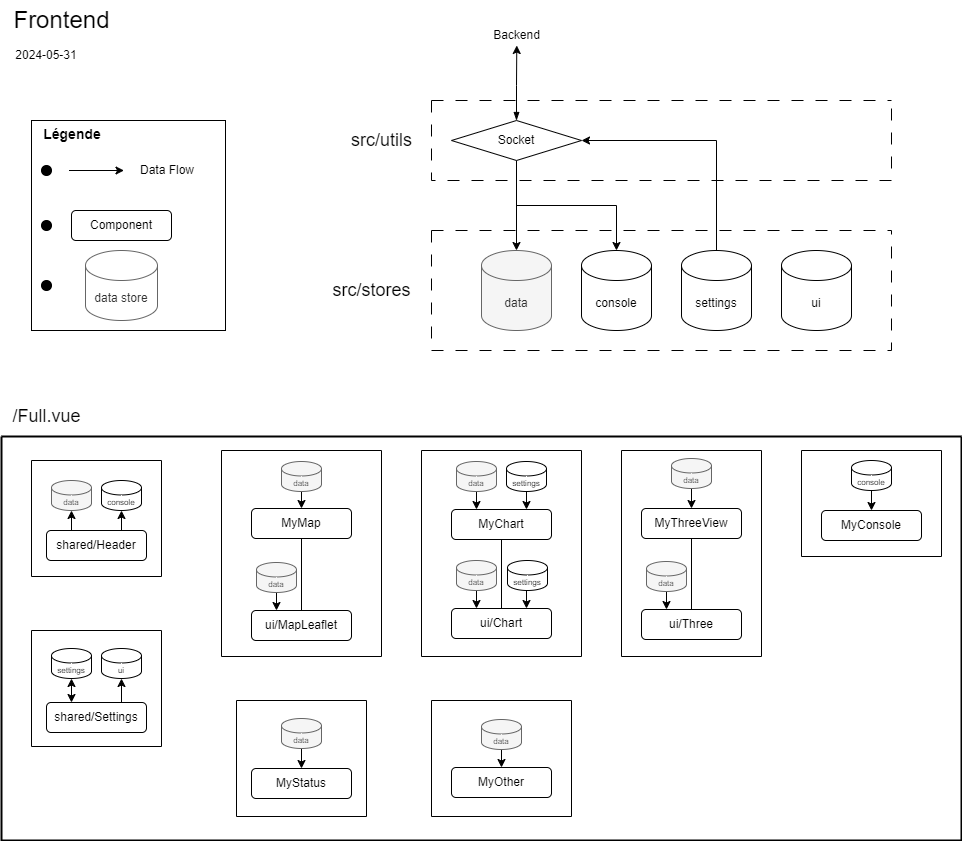 Frontend
2024-05-31
Légende
Data Flow
Component
data store
Backend
src/utils
Socket
src/stores
data
console
settings
ui
/Full.vue
data
console
shared/Header
data
MyMap
data
ui/MapLeaflet
data
settings
MyChart
data
settings
ui/Chart
data
MyThreeView
data
ui/Three
console
MyConsole
settings
ui
shared/Settings
data
MyStatus
data
MyOther